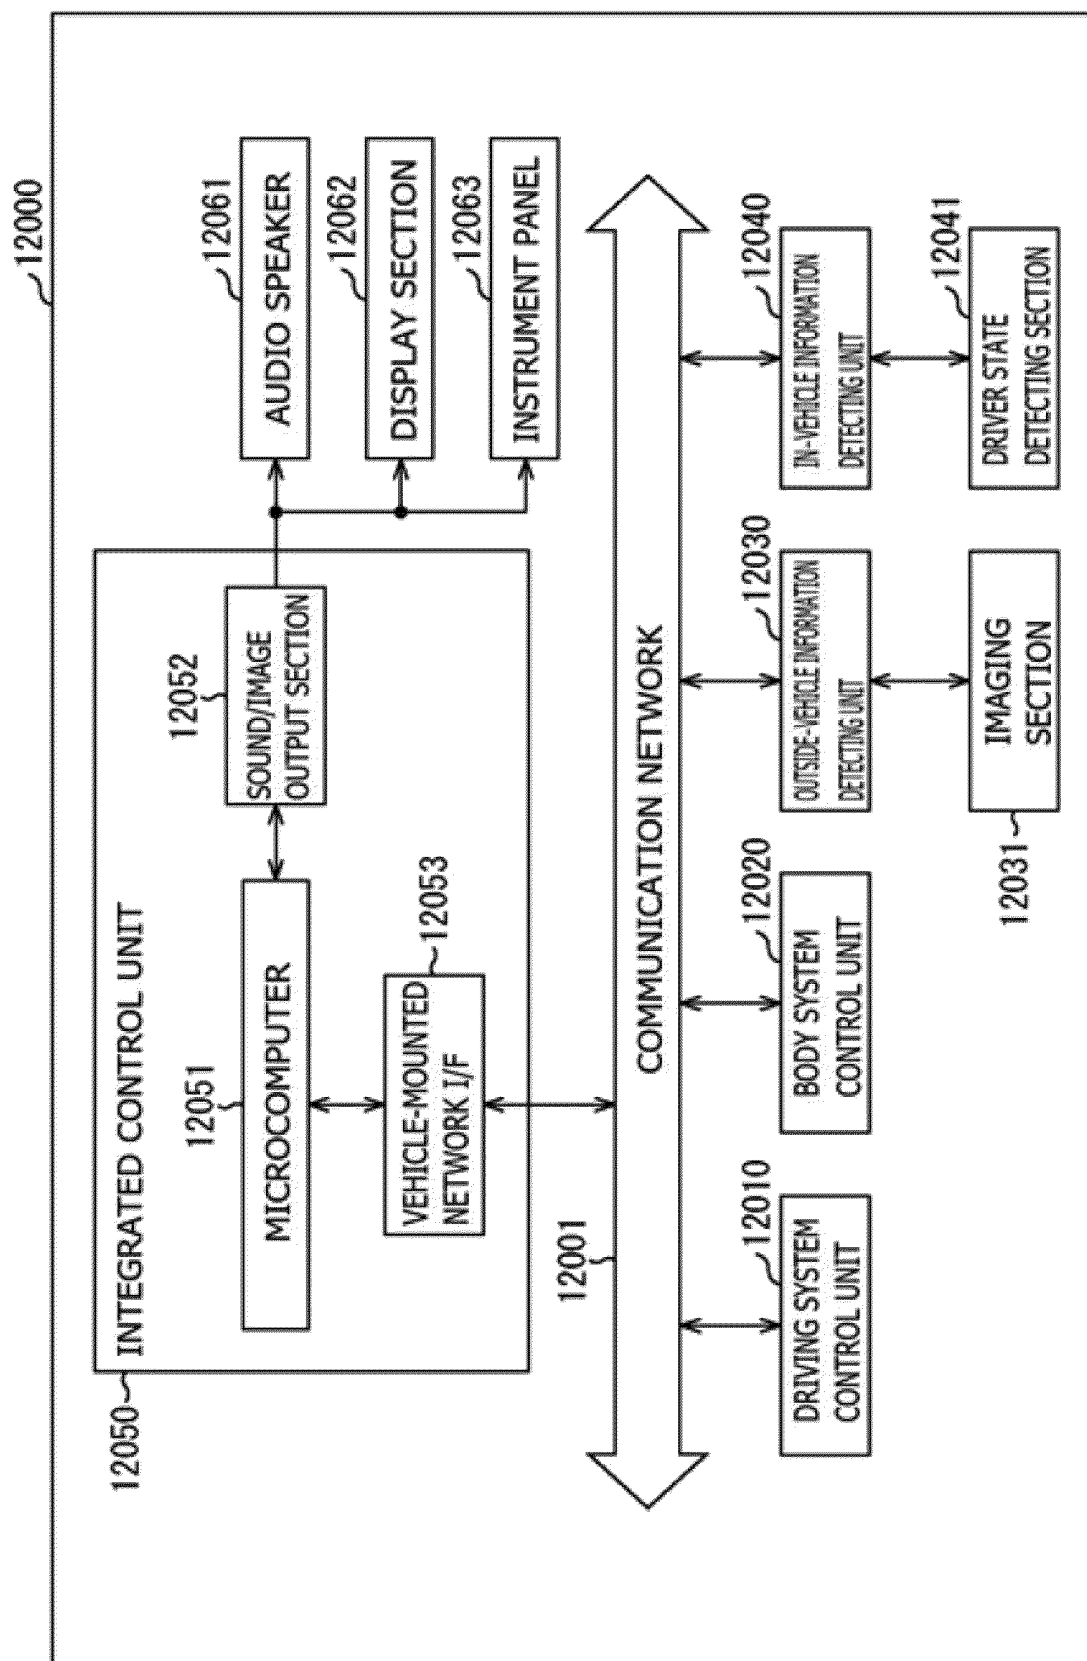 12000
12050
INTEGRATED CONTROL UNIT
12051
MICROCOMPUTER
12052
SOUND/IMAGE
OUTPUT SECTION
12053
VEHICLE-MOUNTED
NETWORK I/F
12061
AUDIO SPEAKER
12062
DISPLAY SECTION
12063
INSTRUMENT PANEL
12001
COMMUNICATION NETWORK
12010
DRIVING SYSTEM
CONTROL UNIT
12020
BODY SYSTEM
CONTROL UNIT
12030
OUTSIDE-VEHICLE INFORMATION
DETECTING UNIT
12040
IN-VEHICLE INFORMATION
DETECTING UNIT
12031
IMAGING
SECTION
12041
DRIVER STATE
DETECTING SECTION